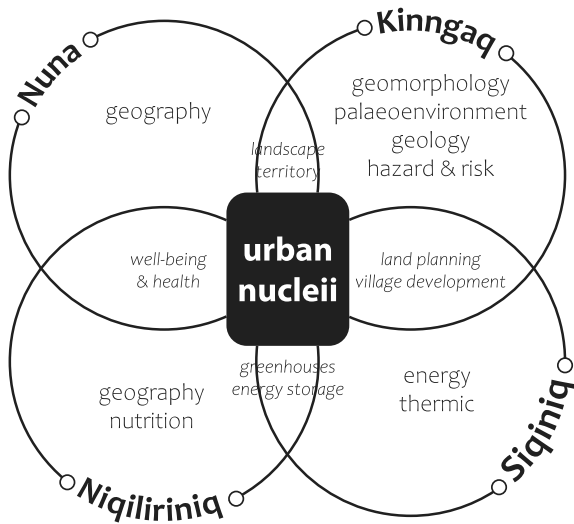 Nuna
Kinngaq
geography
geomorphology
palaeoenvironment
geology
hazard & risk
landscape
territory
well-being
& health
urban
nucleii
land planning
village development
greenhouses
energy storage
geography
nutrition
energy
thermic
Niqiliriniq
Siqiniq